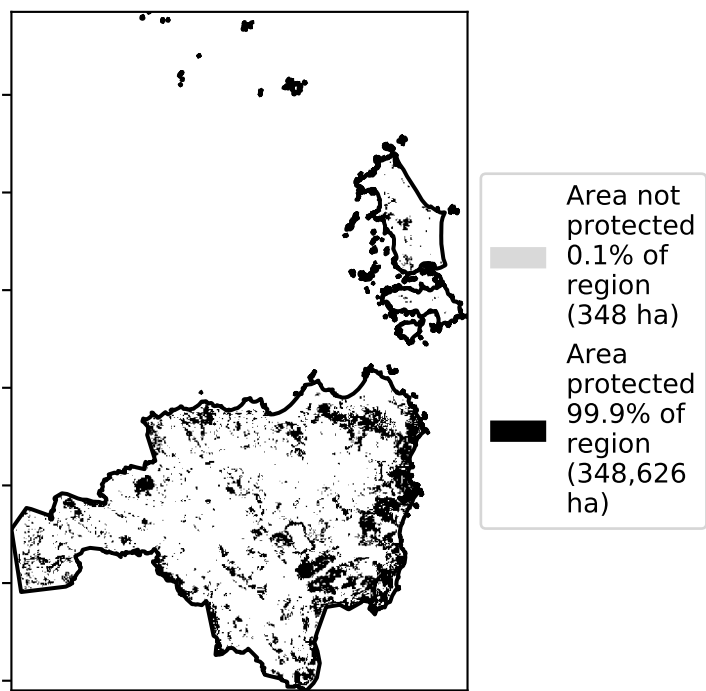 Area not
protected
0.1% of
region
(348 ha)
Area
protected
99.9% of
region
(348,626
ha)